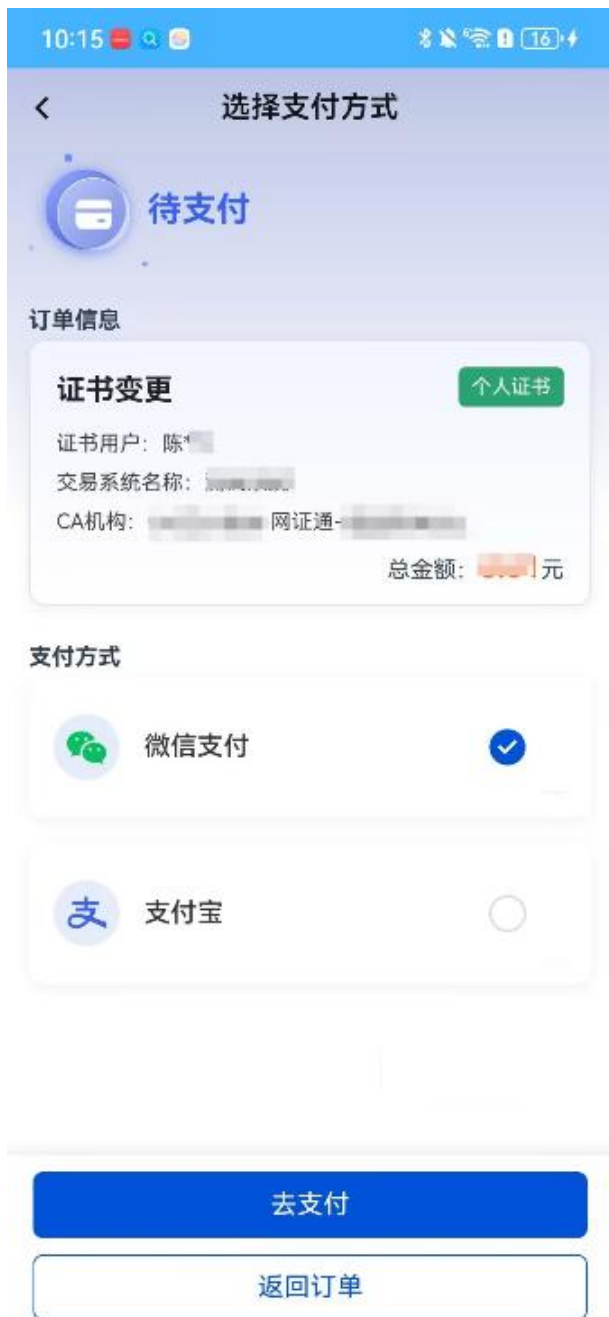 10:15
16
选择支付方式
待支付
订单信息
证书变更
个人证书
证书用户：陈*
交易系统名称：
CA机构： 网证通-
总金额： 元
支付方式
微信支付
支付宝
去支付
返回订单